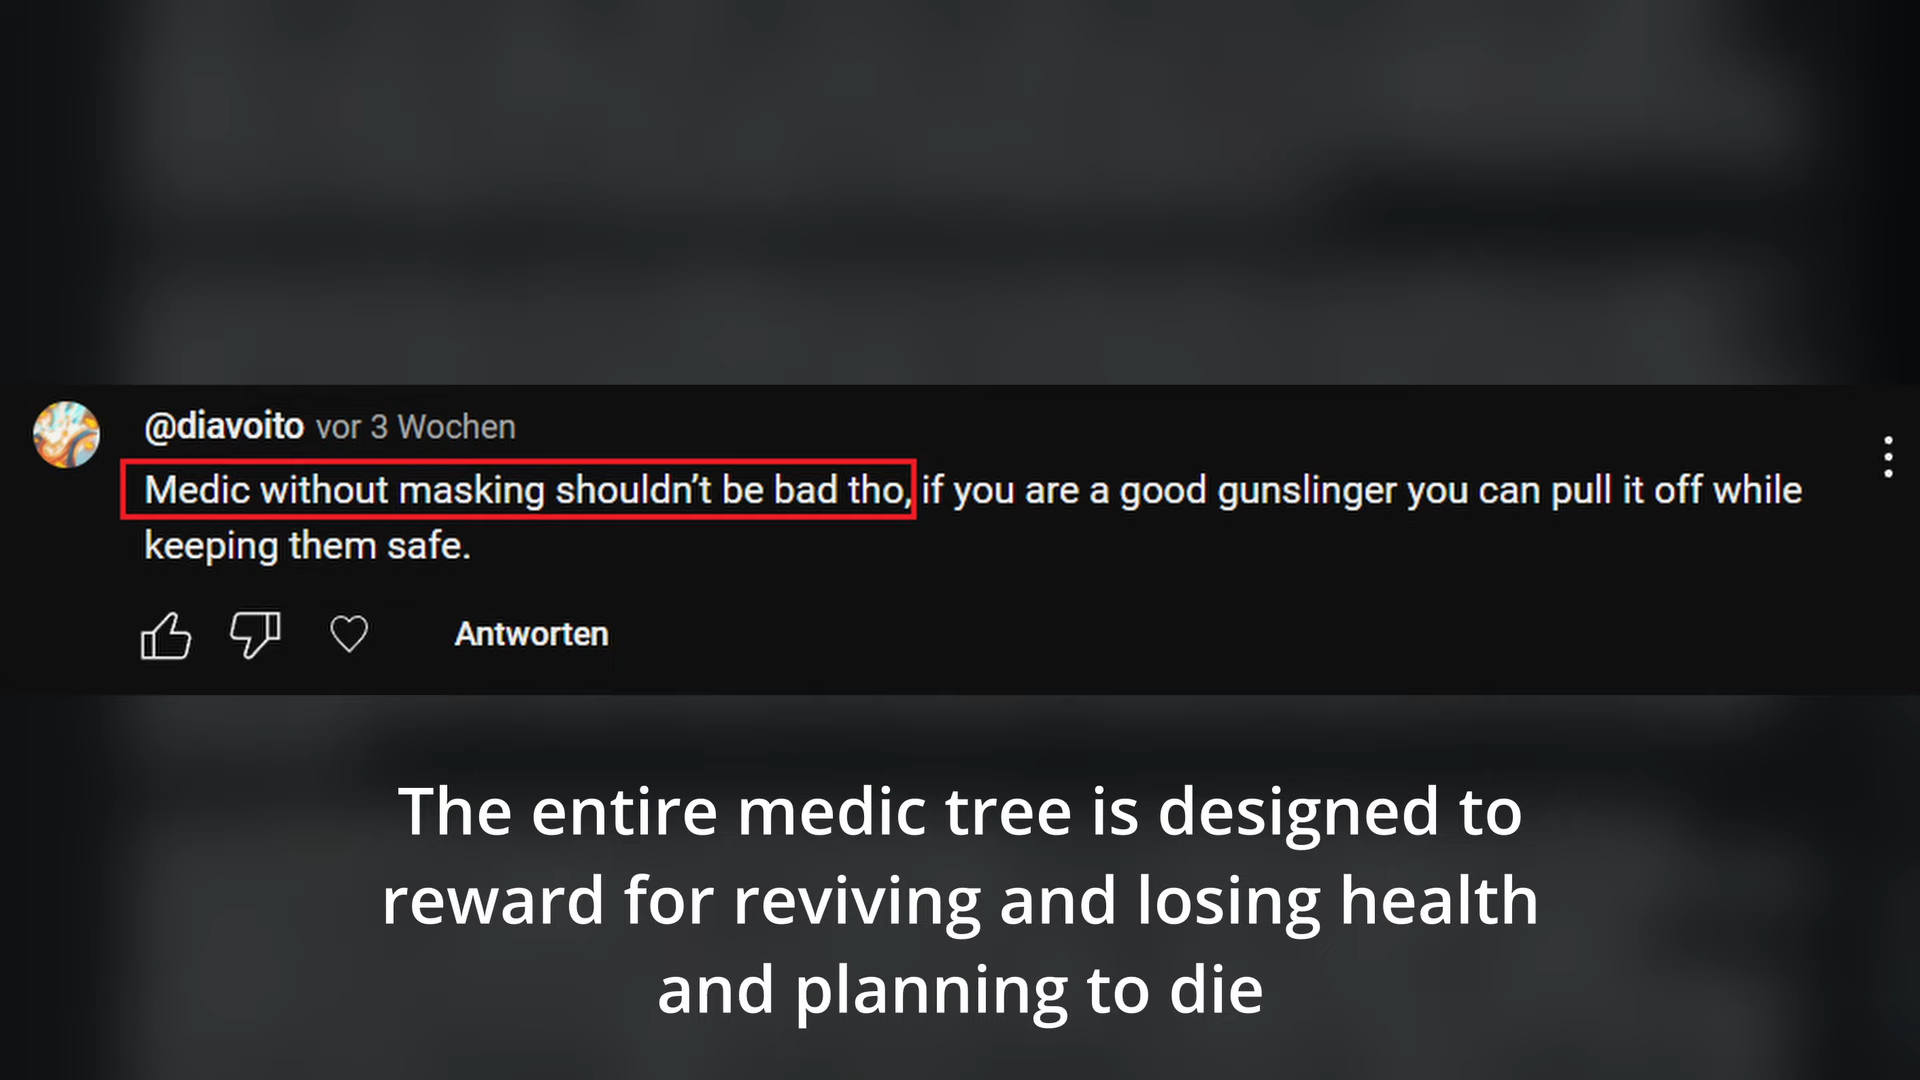 @diavoito vor 3 Wochen
Medic without masking shouldn't be bad tho, if you are a good gunslinger you can pull it off while
keeping them safe.
Antworten
The entire medic tree is designed to
reward for reviving and losing health
and planning to die